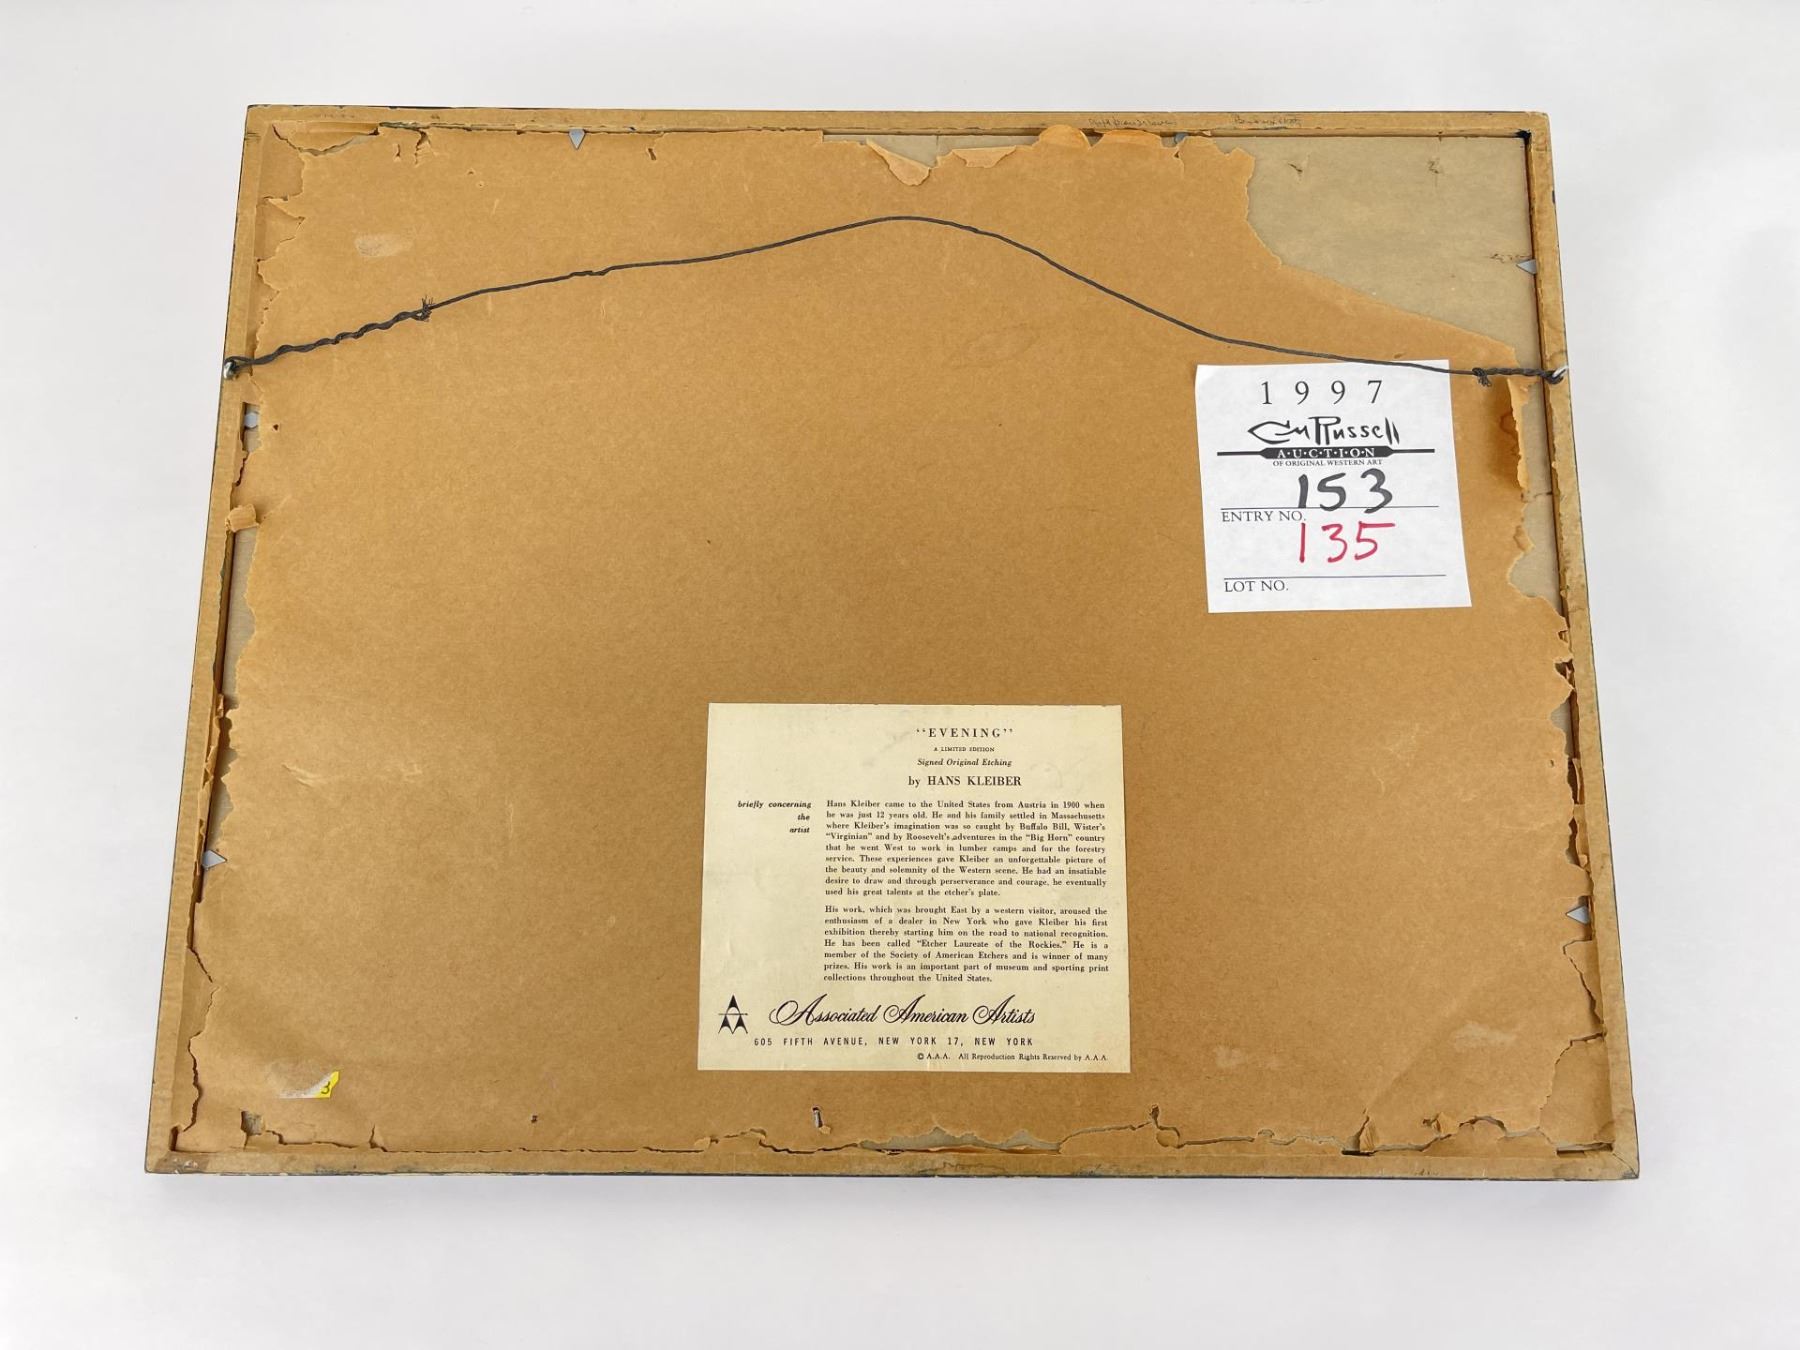 1997
CM Russell
A·U·C·T·I·O·N
OF ORIGINAL WESTERN ART
153
ENTRY NO.
135
LOT NO.
"EVENING"
A LIMITED EDITION
Signed Original Etching
by HANS KLEIBER
briefly concerning
the
artist
Hans Kleiber came to the United States from Austria in 1900 when
he was just 12 years old. He and his family settled in Massachusetts
where Kleiber's imagination was so caught by Buffalo Bill, Wister's
"Virginian" and by Roosevelt's adventures in the "Big Horn" country
that he went West to work in lumber camps and for the forestry
service. These experiences gave Kleiber an unforgettable picture of
the beauty and solemnity of the Western scene. He had an insatiable
desire to draw and through perserverance and courage, he eventually
used his great talents at the etcher's plate.
His work, which was brought East by a western visitor, aroused the
enthusiasm of a dealer in New York who gave Kleiber his first
exhibition thereby starting him on the road to national recognition.
He has been called "Etcher Laureate of the Rockies." He is a
member of the Society of American Etchers and is winner of many
prizes. His work is an important part of museum and sporting print
collections throughout the United States.
Associated American Artists
605 FIFTH AVENUE, NEW YORK 17, NEW YORK
© A.A.A. All Reproduction Rights Reserved by A.A.A.
3